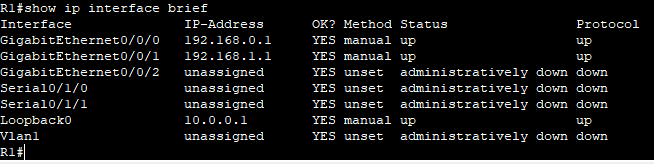 R1#show ip interface brief
Interface              IP-Address      OK? Method Status                Protocol
GigabitEthernet0/0/0   192.168.0.1     YES manual up                    up
GigabitEthernet0/0/1   192.168.1.1     YES manual up                    up
GigabitEthernet0/0/2   unassigned      YES unset  administratively down down
Serial0/1/0            unassigned      YES unset  down                  down
Serial0/1/1            unassigned      YES unset  down                  down
Loopback0              10.0.0.1        YES manual up                    up
Vlan1                  unassigned      YES unset  administratively down down
R1#